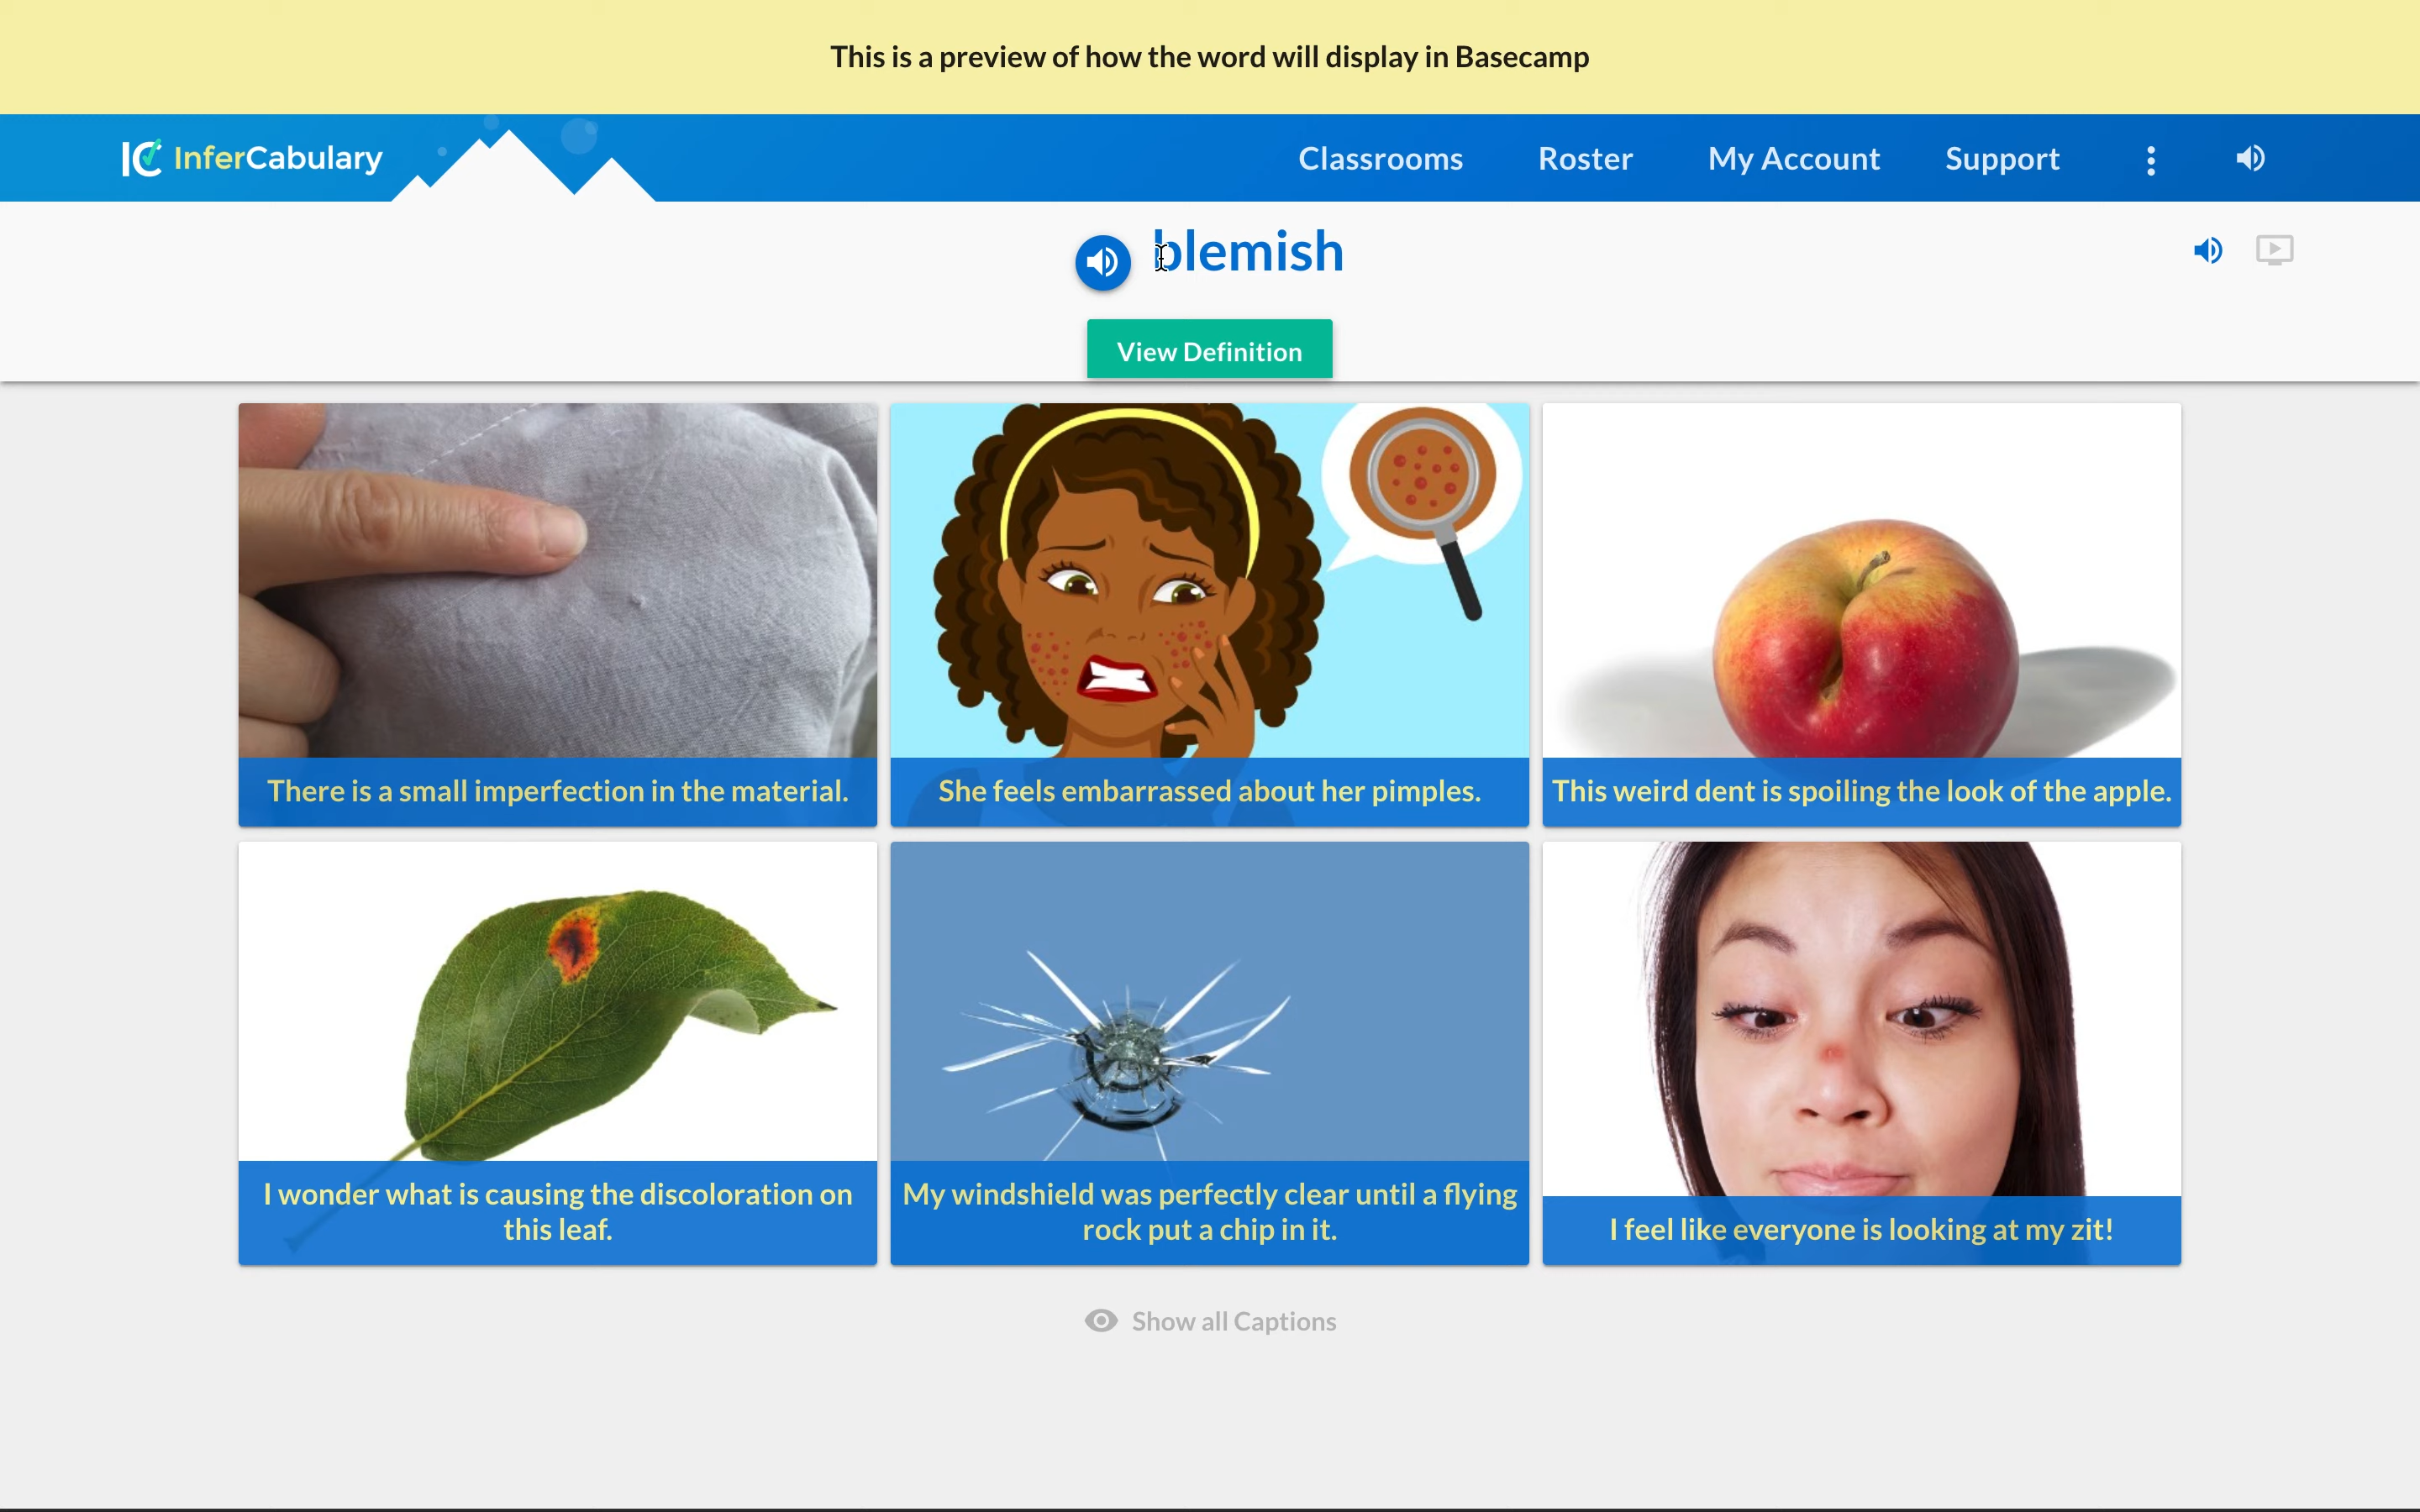 This is a preview of how the word will display in Basecamp
IC InferCabulary
Classrooms
Roster
My Account
Support
blemish
View Definition
There is a small imperfection in the material.
She feels embarrassed about her pimples.
This weird dent is spoiling the look of the apple.
I wonder what is causing the discoloration on
this leaf.
My windshield was perfectly clear until a flying
rock put a chip in it.
I feel like everyone is looking at my zit!
Show all Captions